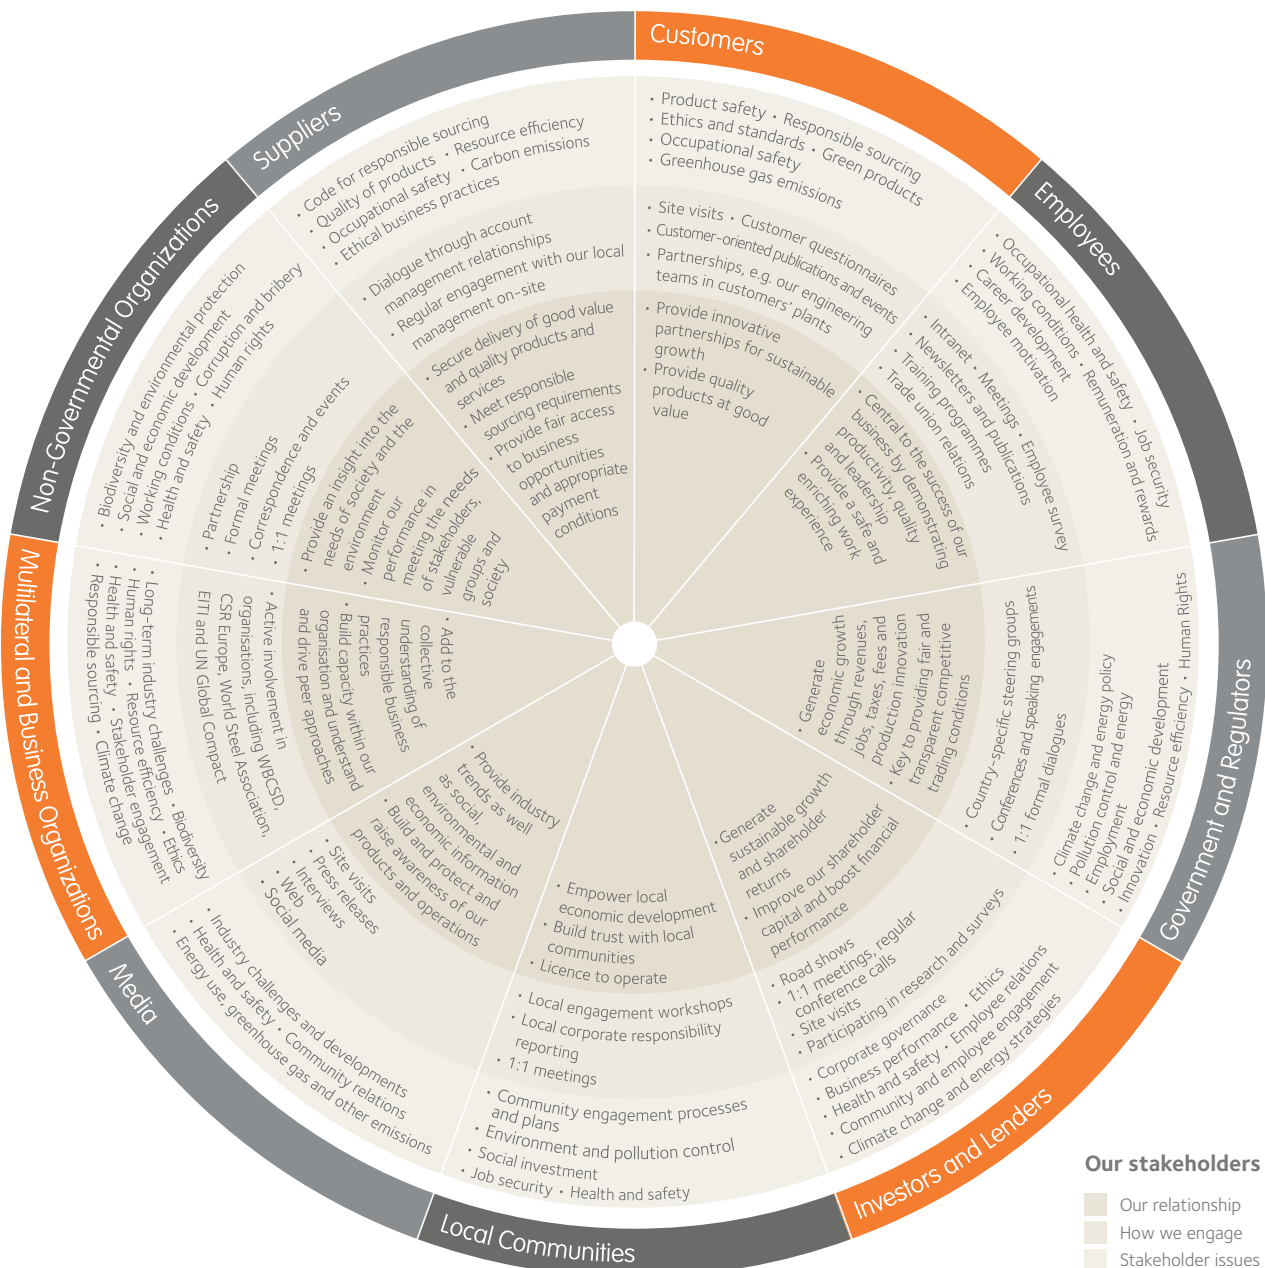 Customers
• Product safety • Responsible sourcing
• Ethics and standards • Green products
• Occupational safety
• Greenhouse gas emissions
• Site visits • Customer questionnaires
• Customer-oriented publications and events
• Partnerships, e.g. our engineering
teams in customers' plants
• Provide innovative
partnerships for sustainable
growth
• Provide quality
products at good
value
Employees
• Occupational health and safety • Job security
• Working conditions • Remuneration and rewards
• Career development
• Employee motivation
• Intranet • Meetings • Employee survey
• Newsletters and publications
• Training programmes
• Trade union relations
• Central to the success of our
business by demonstrating
productivity, quality
and leadership
• Provide a safe and
enriching work
experience
Government and Regulators
• Climate change and energy policy
• Pollution control and energy
• Employment
• Social and economic development
• Innovation • Resource efficiency • Human Rights
• Country-specific steering groups
• Conferences and speaking engagements
• 1:1 formal dialogues
• Generate
economic growth
through revenues,
jobs, taxes, fees and
production innovation
• Key to providing fair and
transparent competitive
trading conditions
Investors and Lenders
• Corporate governance
• Business performance • Ethics
• Health and safety • Employee relations
• Community and employee engagement
• Climate change and energy strategies
• Road shows
• 1:1 meetings, regular
conference calls
• Site visits
• Participating in research and surveys
• Generate
sustainable growth
and shareholder
returns
• Improve our shareholder
capital and boost financial
performance
Local Communities
• Empower local
economic development
• Build trust with local
communities
• Licence to operate
• Local engagement workshops
• Local corporate responsibility
reporting
• 1:1 meetings
• Community engagement processes
and plans
• Environment and pollution control
• Social investment
• Job security • Health and safety
Media
• Provide industry
trends as well
as social,
environmental and
economic information
• Build and protect and
raise awareness of our
products and operations
• Site visits
• Press releases
• Interviews
• Web
• Social media
• Industry challenges and developments
• Health and safety • Community relations
• Energy use, greenhouse gas and other emissions
Multilateral and Business Organizations
• Add to the
collective
understanding of
responsible business
practices
• Build capacity within our
organisation and understand
and drive peer approaches
• Active involvement in
organisations, including WBCSD,
CSR Europe, World Steel Association,
EITI and UN Global Compact
• Long-term industry challenges • Biodiversity
• Human rights • Resource efficiency • Ethics
• Health and safety • Stakeholder engagement
• Responsible sourcing • Climate change
Non-Governmental Organizations
• Biodiversity and environmental protection
• Social and economic development
• Working conditions • Corruption and bribery
• Health and safety • Human rights
• Partnership
• Formal meetings
• Correspondence and events
• 1:1 meetings
• Provide an insight into the
needs of society and the
environment
• Monitor our
performance in
meeting the needs
of stakeholders,
vulnerable
groups and
society
Suppliers
• Code for responsible sourcing
• Quality of products • Resource efficiency
• Occupational safety • Carbon emissions
• Ethical business practices
• Dialogue through account
management relationships
• Regular engagement with our local
management on-site
• Secure delivery of good value
and quality products and
services
• Meet responsible
sourcing requirements
• Provide fair access
to business
opportunities
and appropriate
payment
conditions
Our stakeholders
Our relationship
How we engage
Stakeholder issues